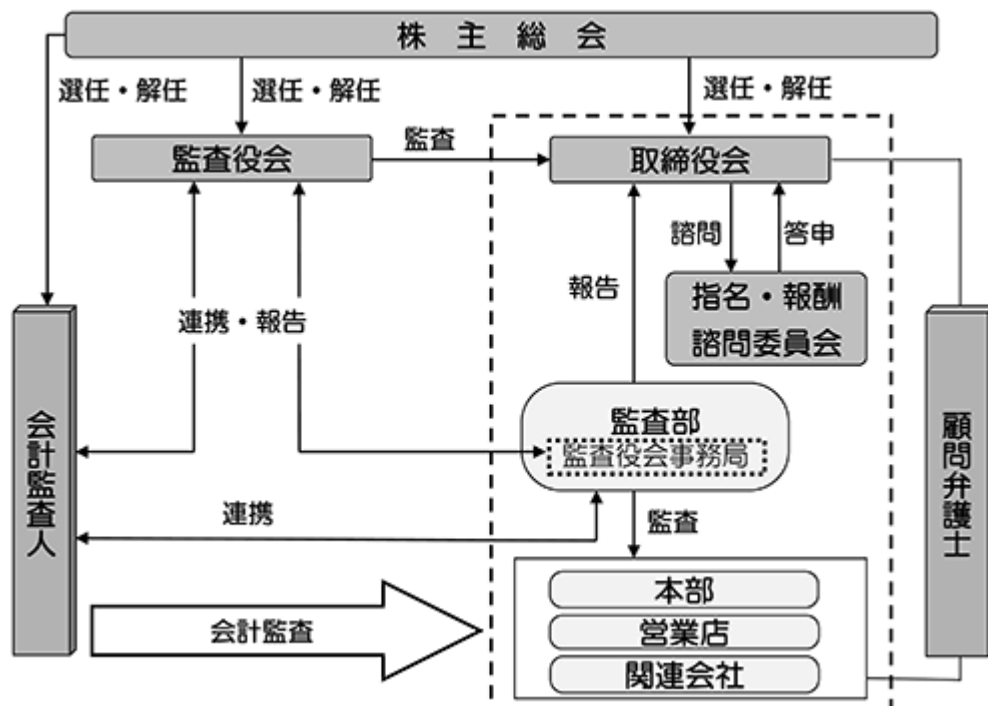 株主総会
選任・解任
選任・解任
選任・解任
監査役会
監査
取締役会
諮問
答申
報告
指名・報酬
諮問委員会
連携・報告
監査部
監査役会事務局
会計監査人
顧問弁護士
連携
監査
本部
営業店
関連会社
会計監査